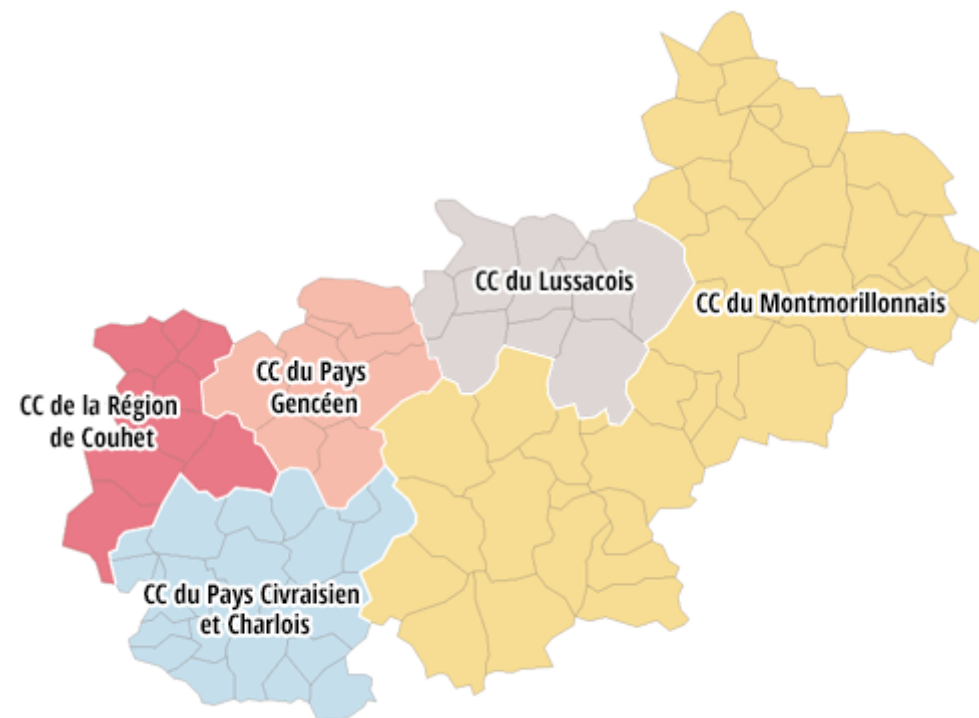 CC du Lussacois
CC du Montmorillonnais
CC du Pays
Gencéen
CC de la Région
de Couhet
CC du Pays Civraisien
et Charlois